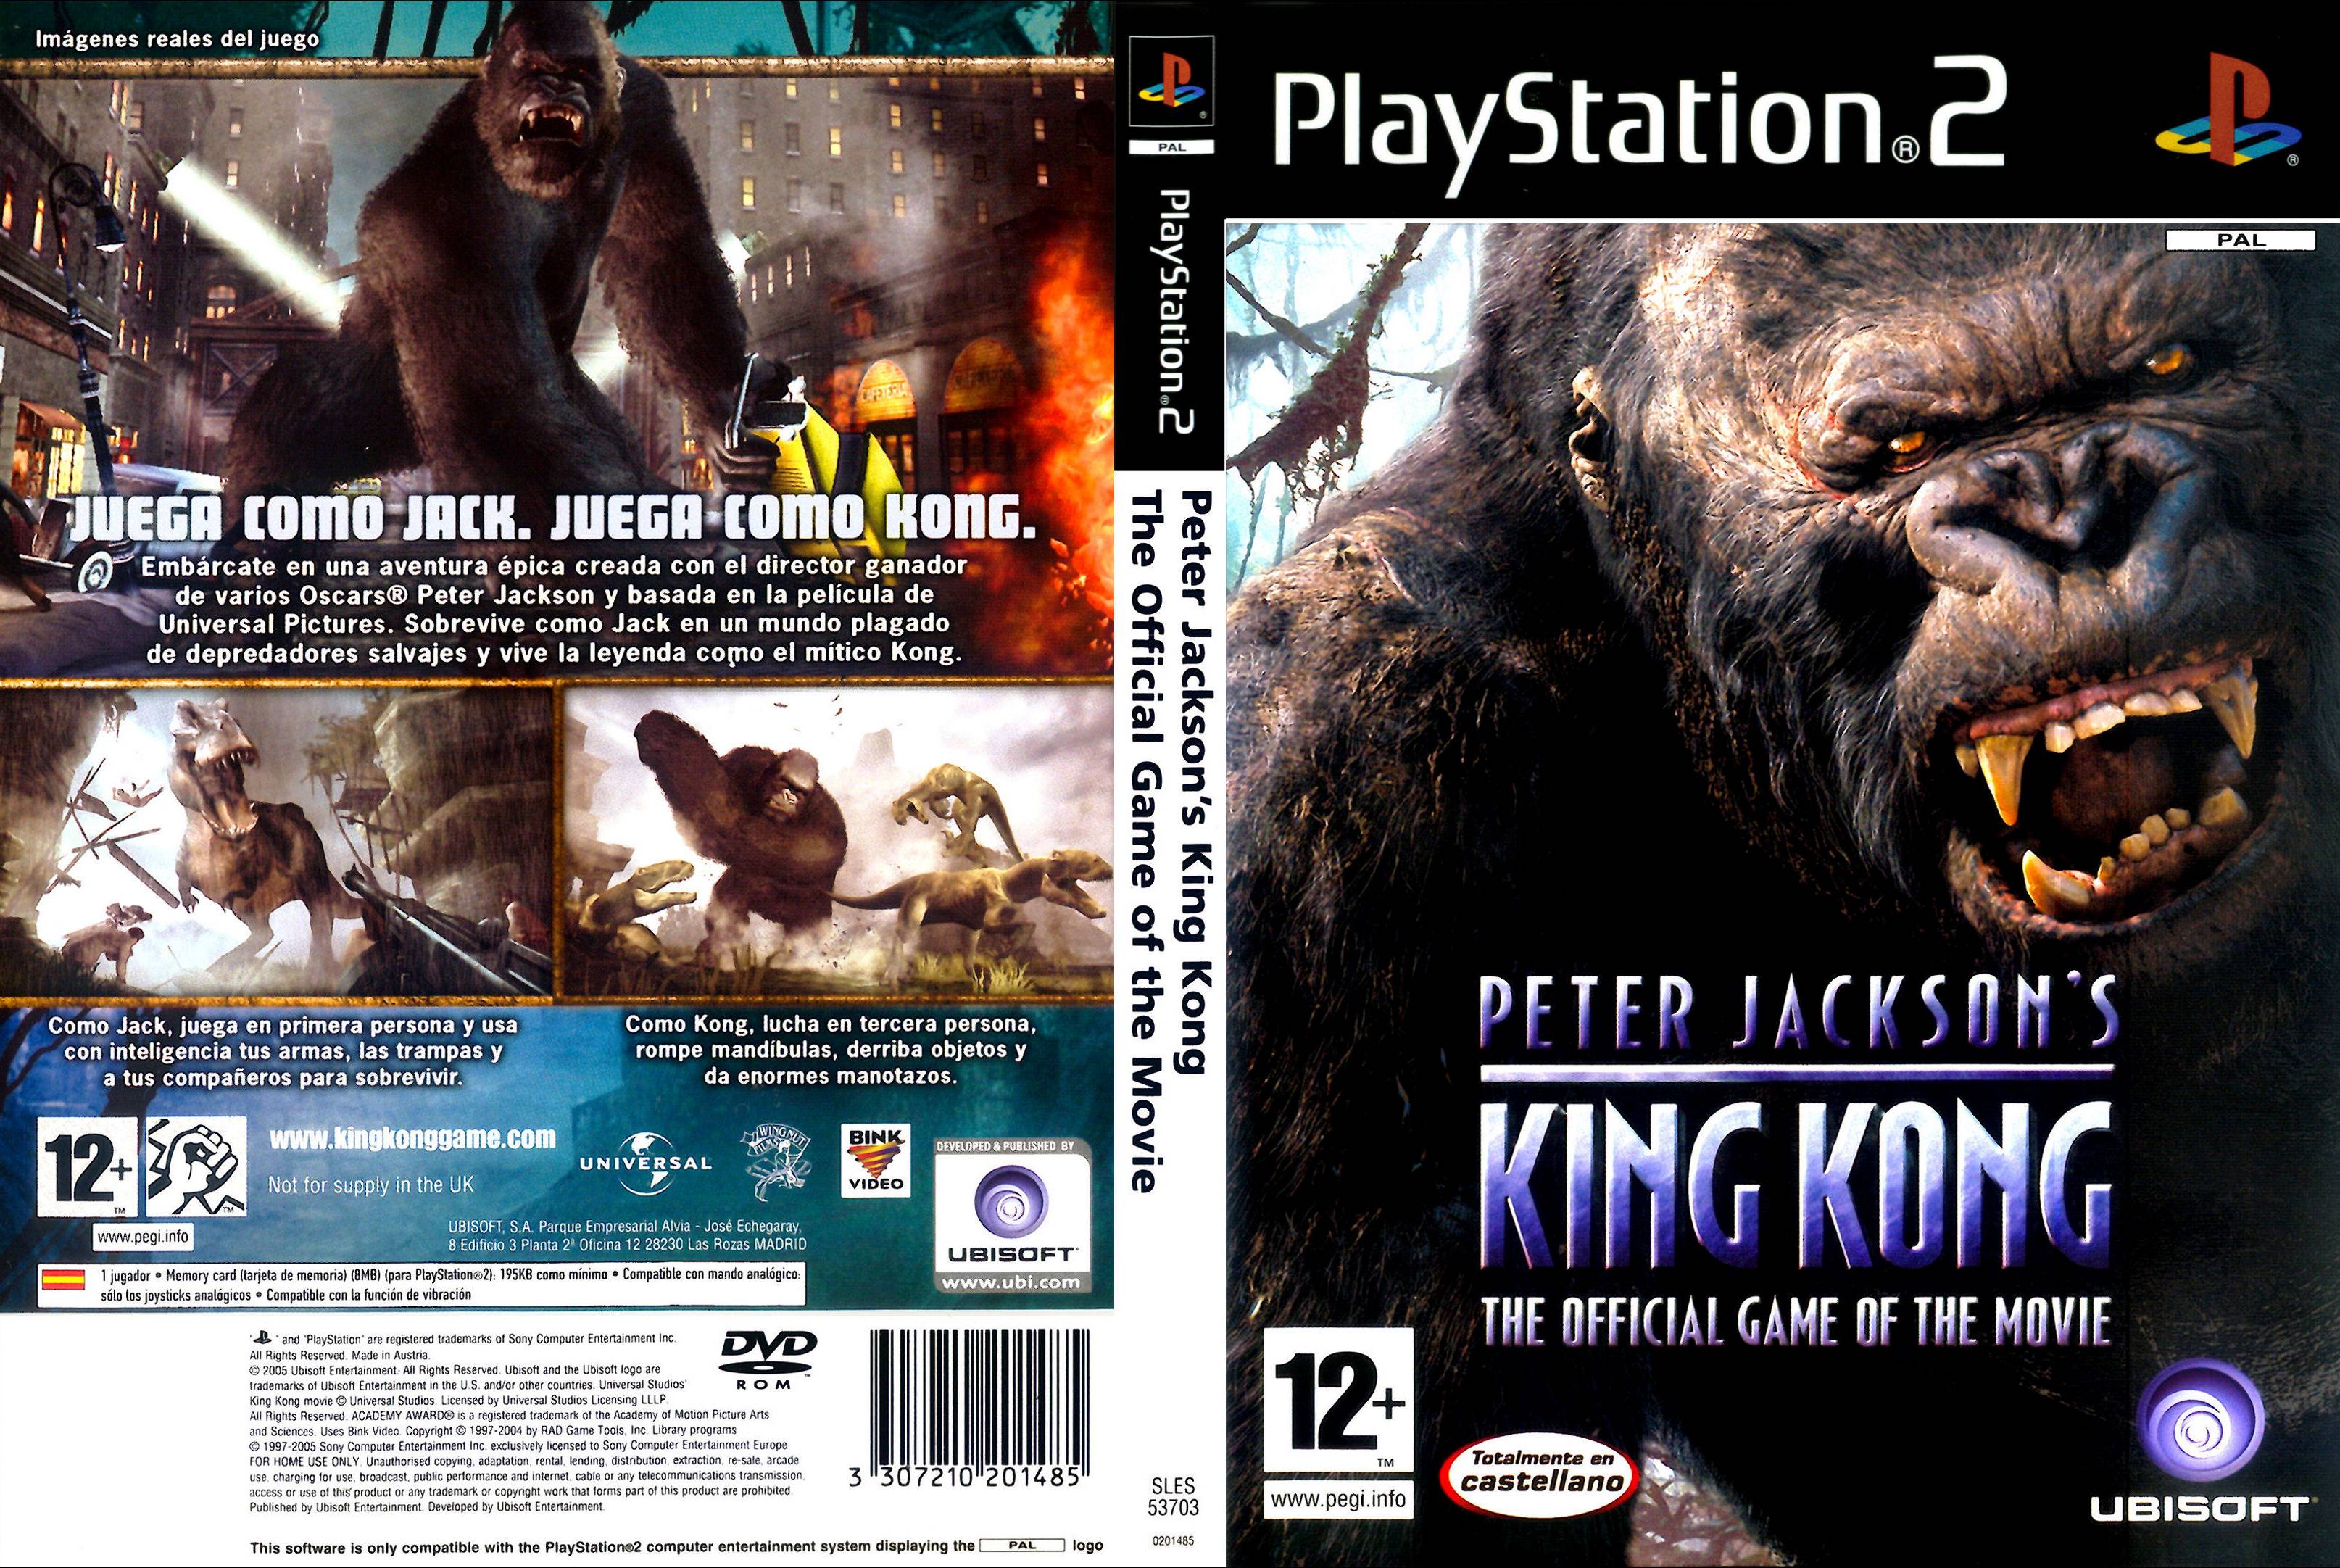 Imágenes reales del juego
CAFETERIA
JUEGA COMO JACK. JUEGA COMO KONG.
Embárcate en una aventura épica creada con el director ganador
de varios Oscars® Peter Jackson y basada en la película de
Universal Pictures. Sobrevive como Jack en un mundo plagado
de depredadores salvajes y vive la leyenda como el mítico Kong.
Como Jack, juega en primera persona y usa
con inteligencia tus armas, las trampas y
a tus compañeros para sobrevivir.
Como Kong, lucha en tercera persona,
rompe mandíbulas, derriba objetos y
da enormes manotazos.
12+
TM
TM
www.pegi.info
www.kingkonggame.com
Not for supply in the UK
UNIVERSAL
WINGNUT
FILMS
BINK
VIDEO
DEVELOPED & PUBLISHED BY
UBISOFT
www.ubi.com
UBISOFT, S.A. Parque Empresarial Alvia - José Echegaray,
8 Edificio 3 Planta 2ª Oficina 12 28230 Las Rozas MADRID
1 jugador • Memory card (tarjeta de memoria) (8MB) (para PlayStation®2): 195KB como mínimo • Compatible con mando analógico:
sólo los joysticks analógicos • Compatible con la función de vibración
" " and "PlayStation" are registered trademarks of Sony Computer Entertainment Inc.
All Rights Reserved. Made in Austria.
© 2005 Ubisoft Entertainment. All Rights Reserved. Ubisoft and the Ubisoft logo are
trademarks of Ubisoft Entertainment in the U.S. and/or other countries. Universal Studios'
King Kong movie © Universal Studios. Licensed by Universal Studios Licensing LLLP.
All Rights Reserved. ACADEMY AWARD® is a registered trademark of the Academy of Motion Picture Arts
and Sciences. Uses Bink Video. Copyright © 1997-2004 by RAD Game Tools, Inc. Library programs
© 1997-2005 Sony Computer Entertainment Inc. exclusively licensed to Sony Computer Entertainment Europe
FOR HOME USE ONLY. Unauthorised copying, adaptation, rental, lending, distribution, extraction, re-sale, arcade
use, charging for use, broadcast, public performance and internet, cable or any telecommunications transmission,
access or use of this product or any trademark or copyright work that forms part of this product are prohibited.
Published by Ubisoft Entertainment. Developed by Ubisoft Entertainment.
DVD
ROM
3 307210 201485
This software is only compatible with the PlayStation®2 computer entertainment system displaying the PAL logo
PAL
PlayStation®2
Peter Jackson's King Kong
The Official Game of the Movie
SLES
53703
0201485
PlayStation®2
PAL
PETER JACKSON'S
KING KONG
THE OFFICIAL GAME OF THE MOVIE
12+
TM
www.pegi.info
Totalmente en
castellano
UBISOFT